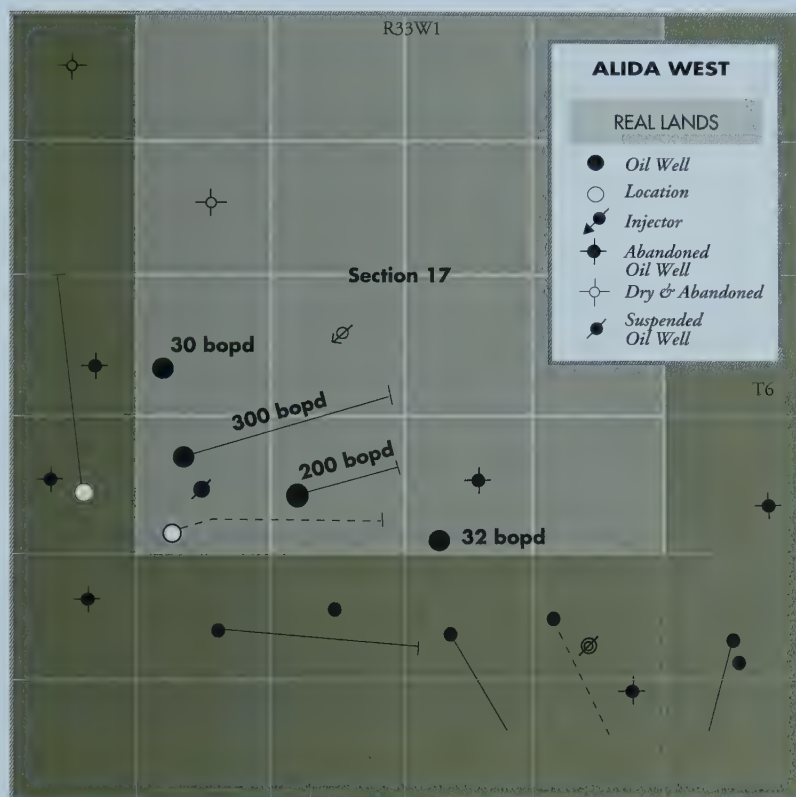 R33W1
ALIDA WEST
REAL LANDS
Oil Well
Location
Injector
Abandoned
Oil Well
Dry & Abandoned
Suspended
Oil Well
Section 17
30 bopd
T6
300 bopd
200 bopd
32 bopd